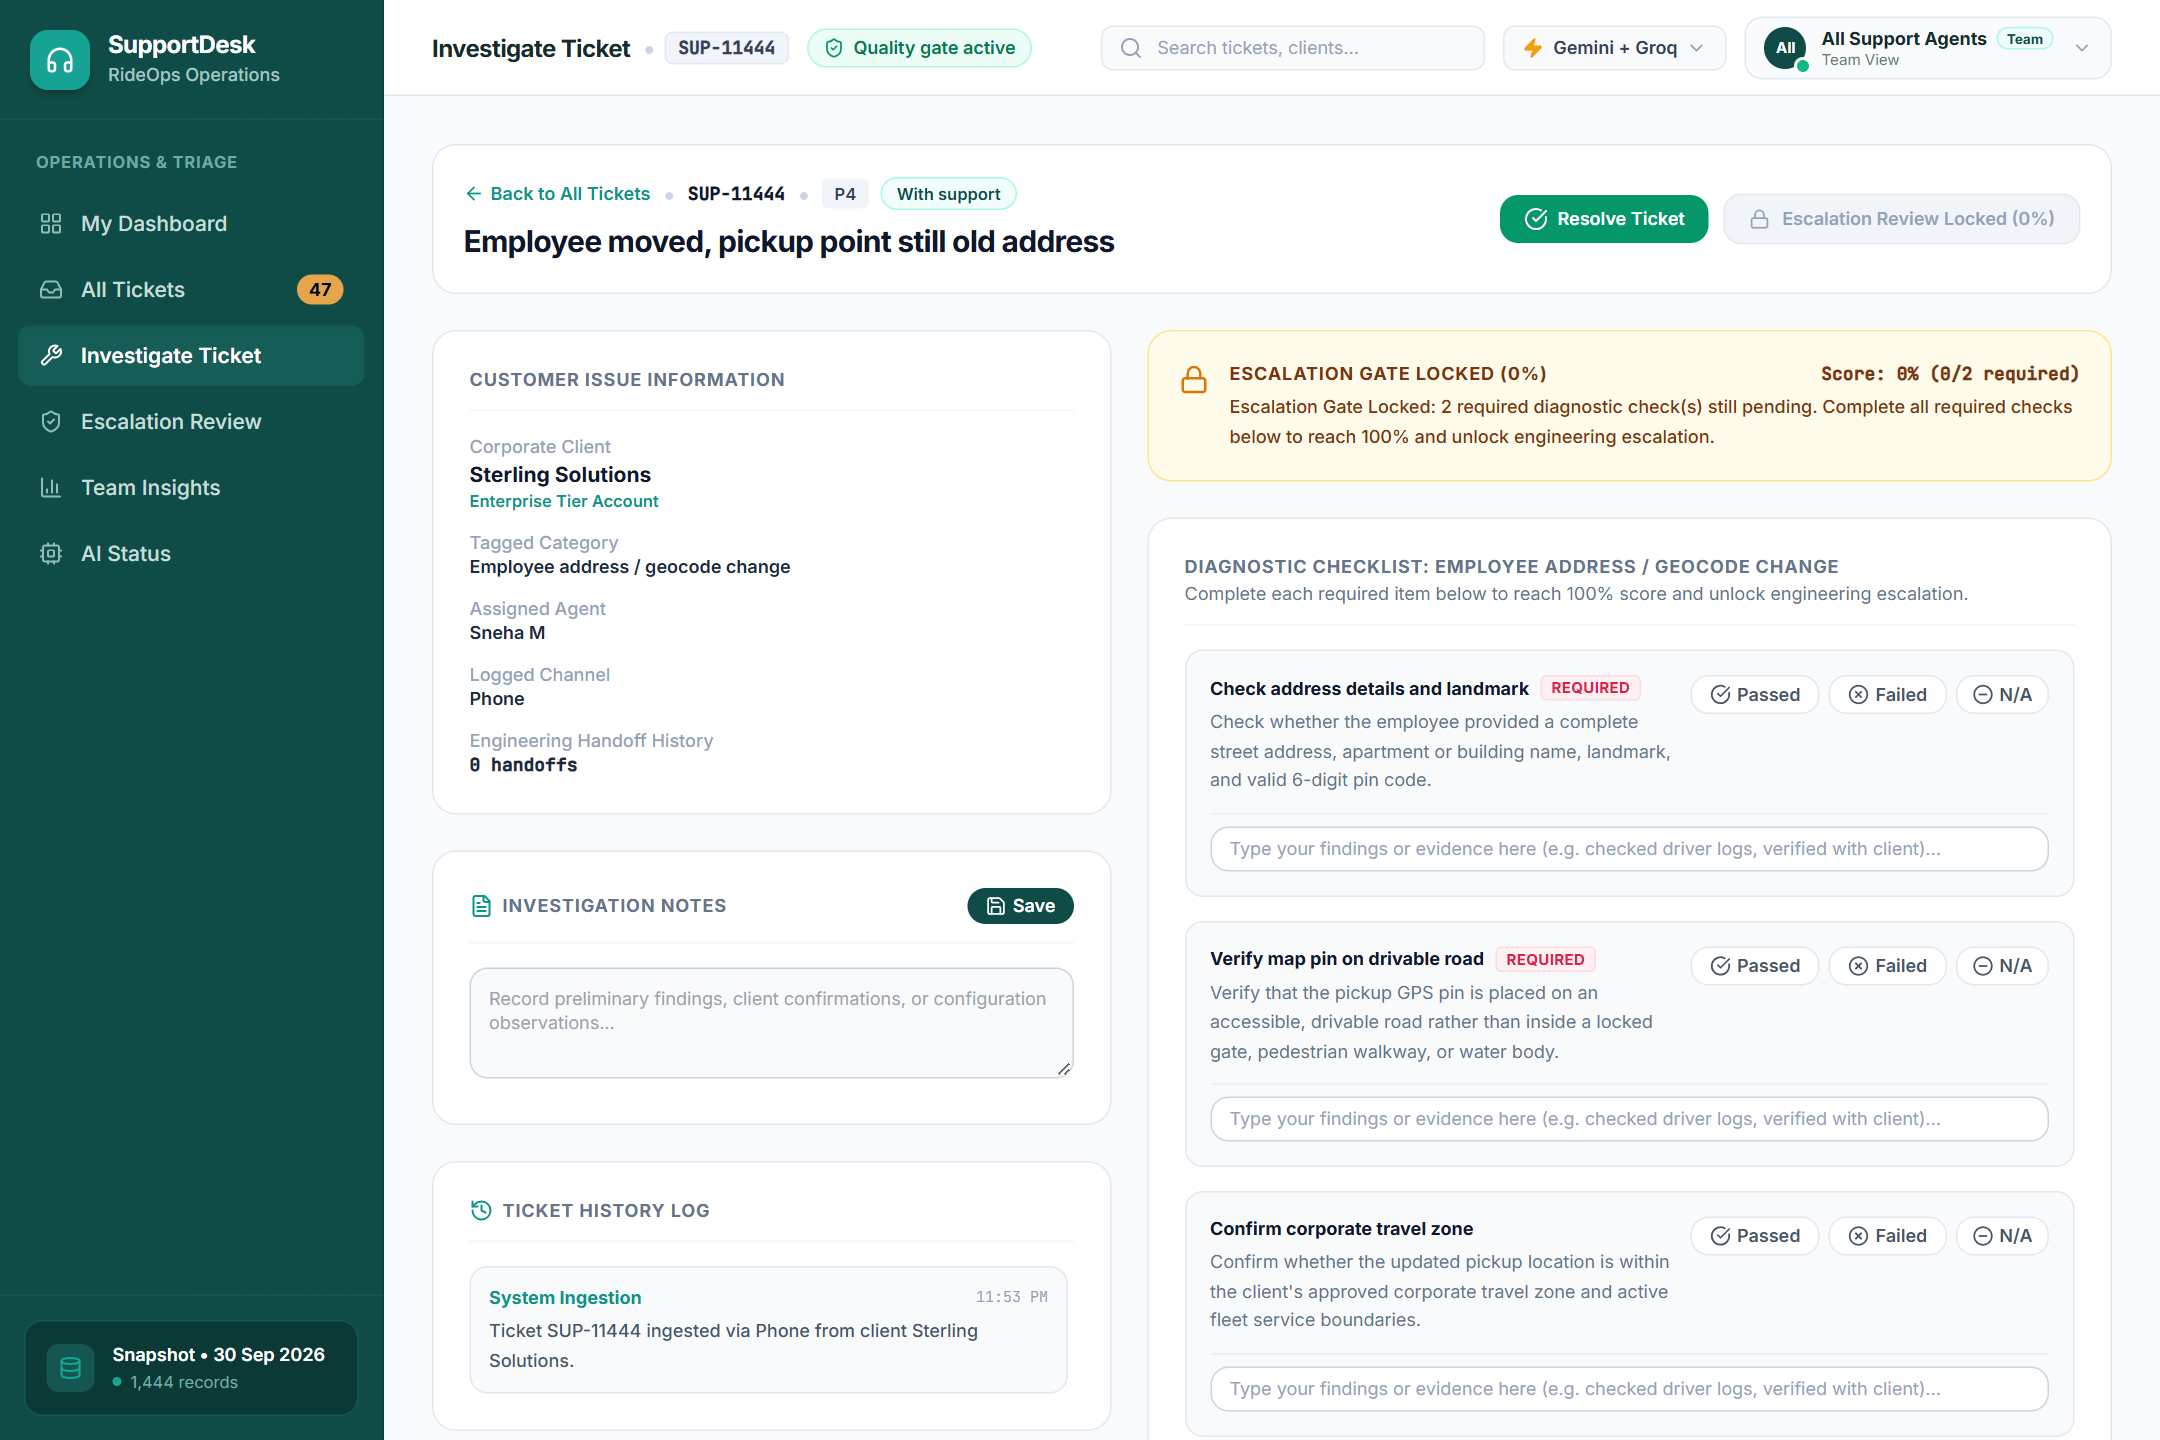 SupportDesk
RideOps Operations
OPERATIONS & TRIAGE
My Dashboard
All Tickets
47
Investigate Ticket
Escalation Review
Team Insights
AI Status
Snapshot • 30 Sep 2026
1,444 records
Investigate Ticket
SUP-11444
Quality gate active
Search tickets, clients...
Gemini + Groq
All
All Support Agents
Team
Team View
Back to All Tickets
SUP-11444
P4
With support
Employee moved, pickup point still old address
Resolve Ticket
Escalation Review Locked (0%)
CUSTOMER ISSUE INFORMATION
Corporate Client
Sterling Solutions
Enterprise Tier Account
Tagged Category
Employee address / geocode change
Assigned Agent
Sneha M
Logged Channel
Phone
Engineering Handoff History
0 handoffs
INVESTIGATION NOTES
Save
Record preliminary findings, client confirmations, or configuration
observations...
TICKET HISTORY LOG
System Ingestion
11:53 PM
Ticket SUP-11444 ingested via Phone from client Sterling
Solutions.
ESCALATION GATE LOCKED (0%)
Score: 0% (0/2 required)
Escalation Gate Locked: 2 required diagnostic check(s) still pending. Complete all required checks
below to reach 100% and unlock engineering escalation.
DIAGNOSTIC CHECKLIST: EMPLOYEE ADDRESS / GEOCODE CHANGE
Complete each required item below to reach 100% score and unlock engineering escalation.
Check address details and landmark
REQUIRED
Passed
Failed
N/A
Check whether the employee provided a complete
street address, apartment or building name, landmark,
and valid 6-digit pin code.
Type your findings or evidence here (e.g. checked driver logs, verified with client)...
Verify map pin on drivable road
REQUIRED
Passed
Failed
N/A
Verify that the pickup GPS pin is placed on an
accessible, drivable road rather than inside a locked
gate, pedestrian walkway, or water body.
Type your findings or evidence here (e.g. checked driver logs, verified with client)...
Confirm corporate travel zone
Passed
Failed
N/A
Confirm whether the updated pickup location is within
the client's approved corporate travel zone and active
fleet service boundaries.
Type your findings or evidence here (e.g. checked driver logs, verified with client)...